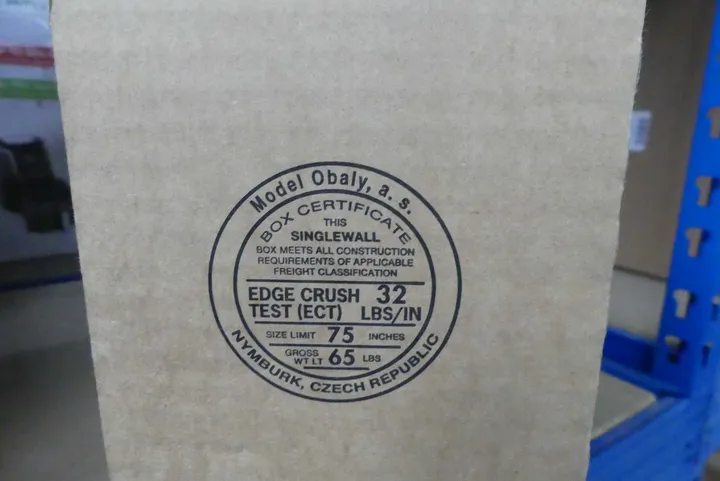 Model Obaly, a. s.
BOX CERTIFICATE
THIS
SINGLEWALL
BOX MEETS ALL CONSTRUCTION
REQUIREMENTS OF APPLICABLE
FREIGHT CLASSIFICATION
EDGE CRUSH 32
TEST (ECT) LBS/IN
SIZE LIMIT 75 INCHES
GROSS
WT LT 65 LBS
NYMBURK, CZECH REPUBLIC